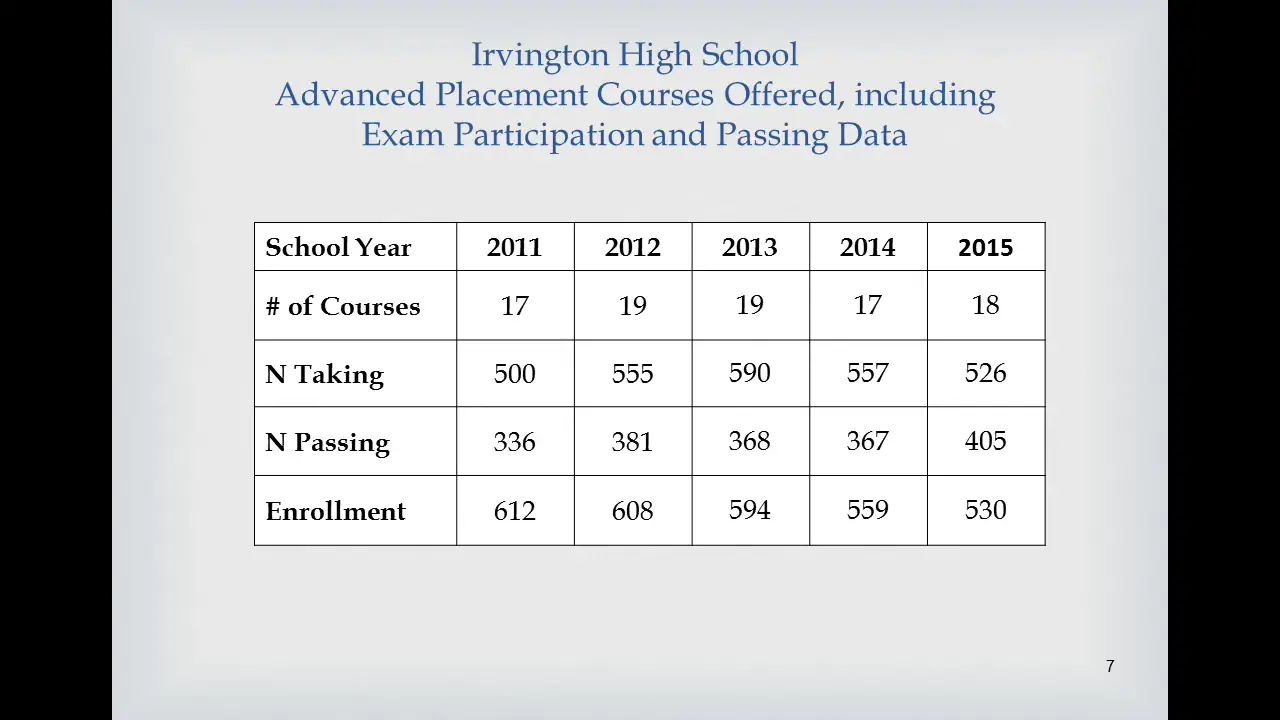 Irvington High School
Advanced Placement Courses Offered, including
Exam Participation and Passing Data
School Year 2011 2012 2013 2014 2015
# of Courses 17 19 19 17 18
N Taking 500 555 590 557 526
N Passing 336 381 368 367 405
Enrollment 612 608 594 559 530
7